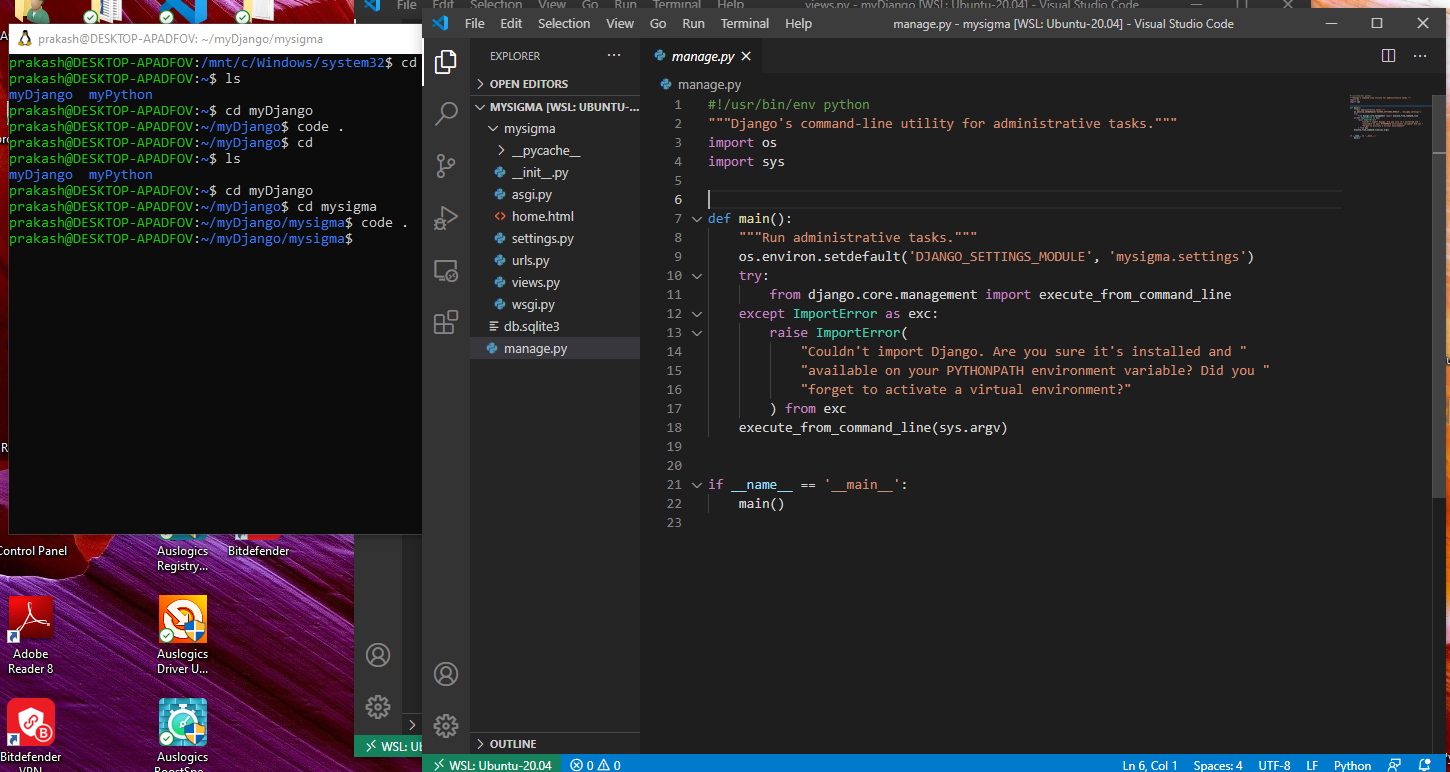 File Edit Selection View Go Run Terminal Help
views.py - myDjango [WSL: Ubuntu-20.04] - Visual Studio Code
prakash@DESKTOP-APADFOV: ~/myDjango/mysigma
prakash@DESKTOP-APADFOV:/mnt/c/Windows/system32$ cd
prakash@DESKTOP-APADFOV:~$ ls
myDjango myPython
prakash@DESKTOP-APADFOV:~$ cd myDjango
prakash@DESKTOP-APADFOV:~/myDjango$ code .
prakash@DESKTOP-APADFOV:~/myDjango$ cd
prakash@DESKTOP-APADFOV:~$ ls
myDjango myPython
prakash@DESKTOP-APADFOV:~$ cd myDjango
prakash@DESKTOP-APADFOV:~/myDjango$ cd mysigma
prakash@DESKTOP-APADFOV:~/myDjango/mysigma$ code .
prakash@DESKTOP-APADFOV:~/myDjango/mysigma$
File Edit Selection View Go Run Terminal Help
manage.py - mysigma [WSL: Ubuntu-20.04] - Visual Studio Code
EXPLORER
OPEN EDITORS
MYSIGMA [WSL: UBUNTU-...
mysigma
__pycache__
__init__.py
asgi.py
home.html
settings.py
urls.py
views.py
wsgi.py
db.sqlite3
manage.py
OUTLINE
manage.py
manage.py
1 #!/usr/bin/env python
2 """Django's command-line utility for administrative tasks."""
3 import os
4 import sys
5
6
7 def main():
8 """Run administrative tasks."""
9 os.environ.setdefault('DJANGO_SETTINGS_MODULE', 'mysigma.settings')
10 try:
11 from django.core.management import execute_from_command_line
12 except ImportError as exc:
13 raise ImportError(
14 "Couldn't import Django. Are you sure it's installed and "
15 "available on your PYTHONPATH environment variable? Did you "
16 "forget to activate a virtual environment?"
17 ) from exc
18 execute_from_command_line(sys.argv)
19
20
21 if __name__ == '__main__':
22 main()
23
Control Panel
Auslogics
Registry...
Bitdefender
Adobe
Reader 8
Auslogics
Driver U...
Bitdefender
VPN
Auslogics
BoostSpe...
WSL: Ub
WSL: Ubuntu-20.04
0 0
Ln 6, Col 1
Spaces: 4
UTF-8
LF
Python